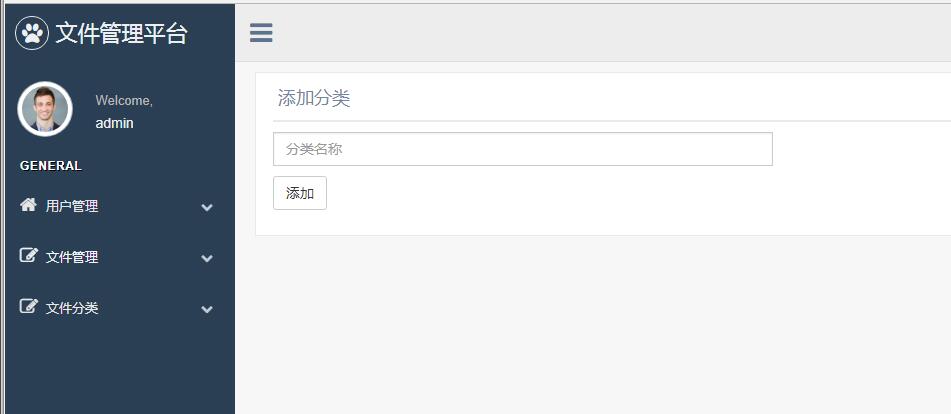 文件管理平台
Welcome,
admin
GENERAL
用户管理
文件管理
文件分类
添加分类
分类名称
添加